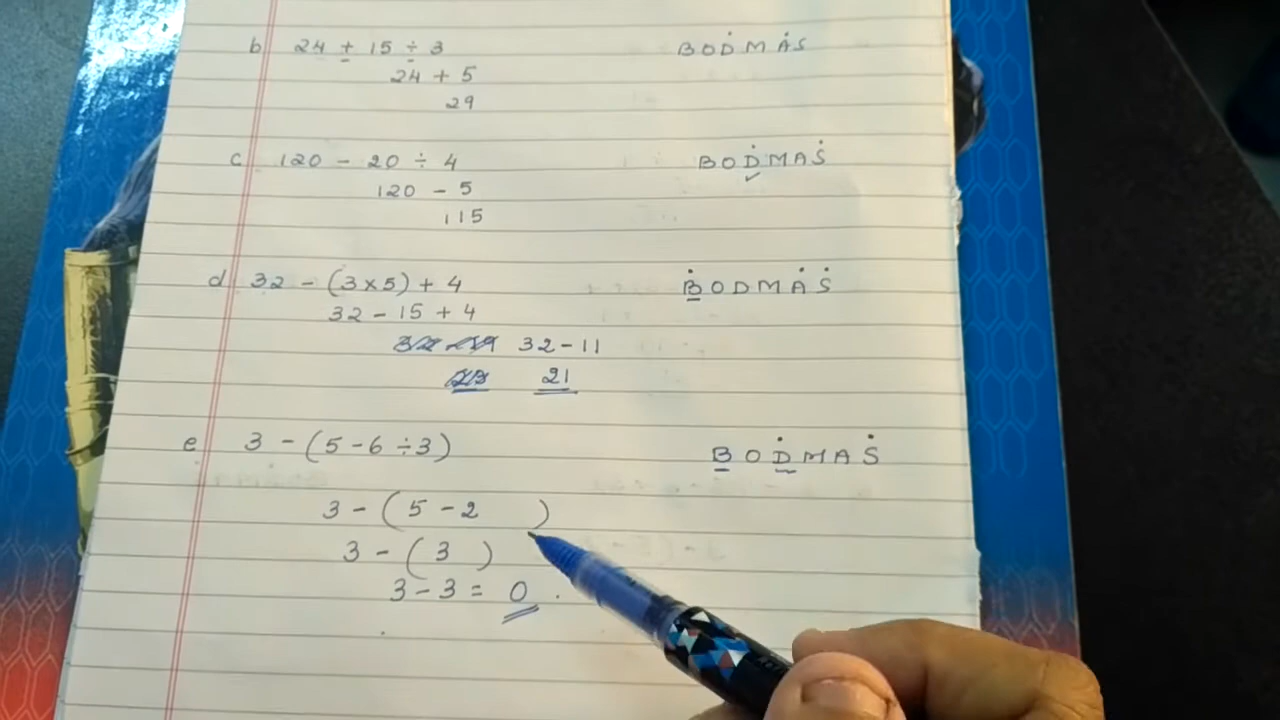 b 24 + 15 ÷ 3 BODMAS
24 + 5
29
c 120 - 20 ÷ 4 BODMAS
120 - 5
115
d 32 - (3×5) + 4 BODMAS
32 - 15 + 4
32 - 11
21
e 3 - (5 - 6 ÷ 3) BODMAS
3 - ( 5 - 2 )
3 - ( 3 )
3 - 3 = 0